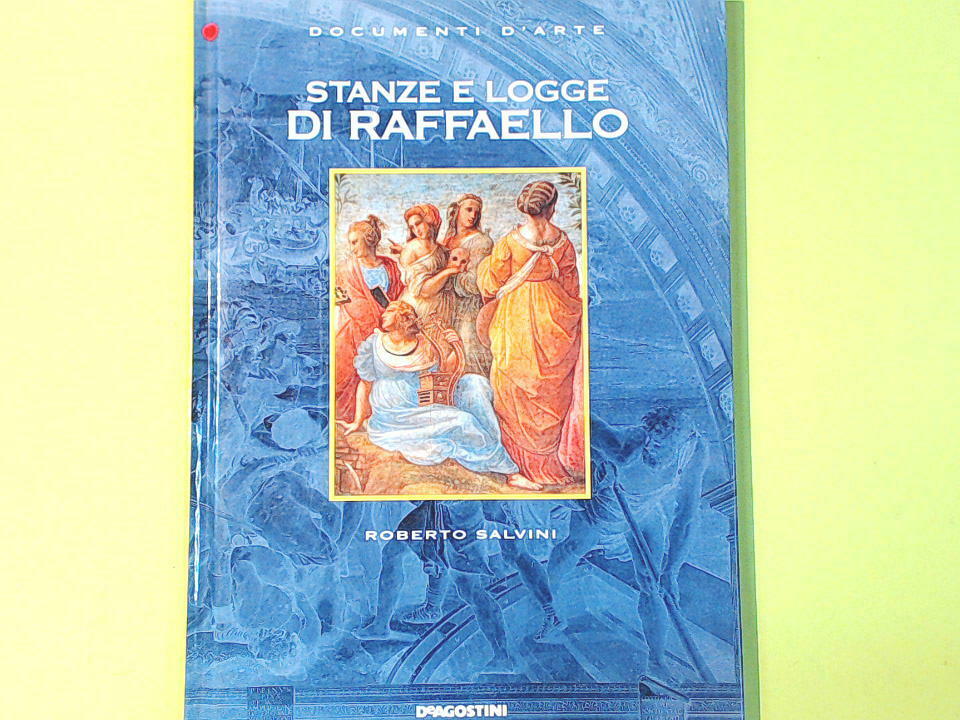 DOCUMENTI D'ARTE
STANZE E LOGGE
DI RAFFAELLO
ROBERTO SALVINI
DeAGOSTINI